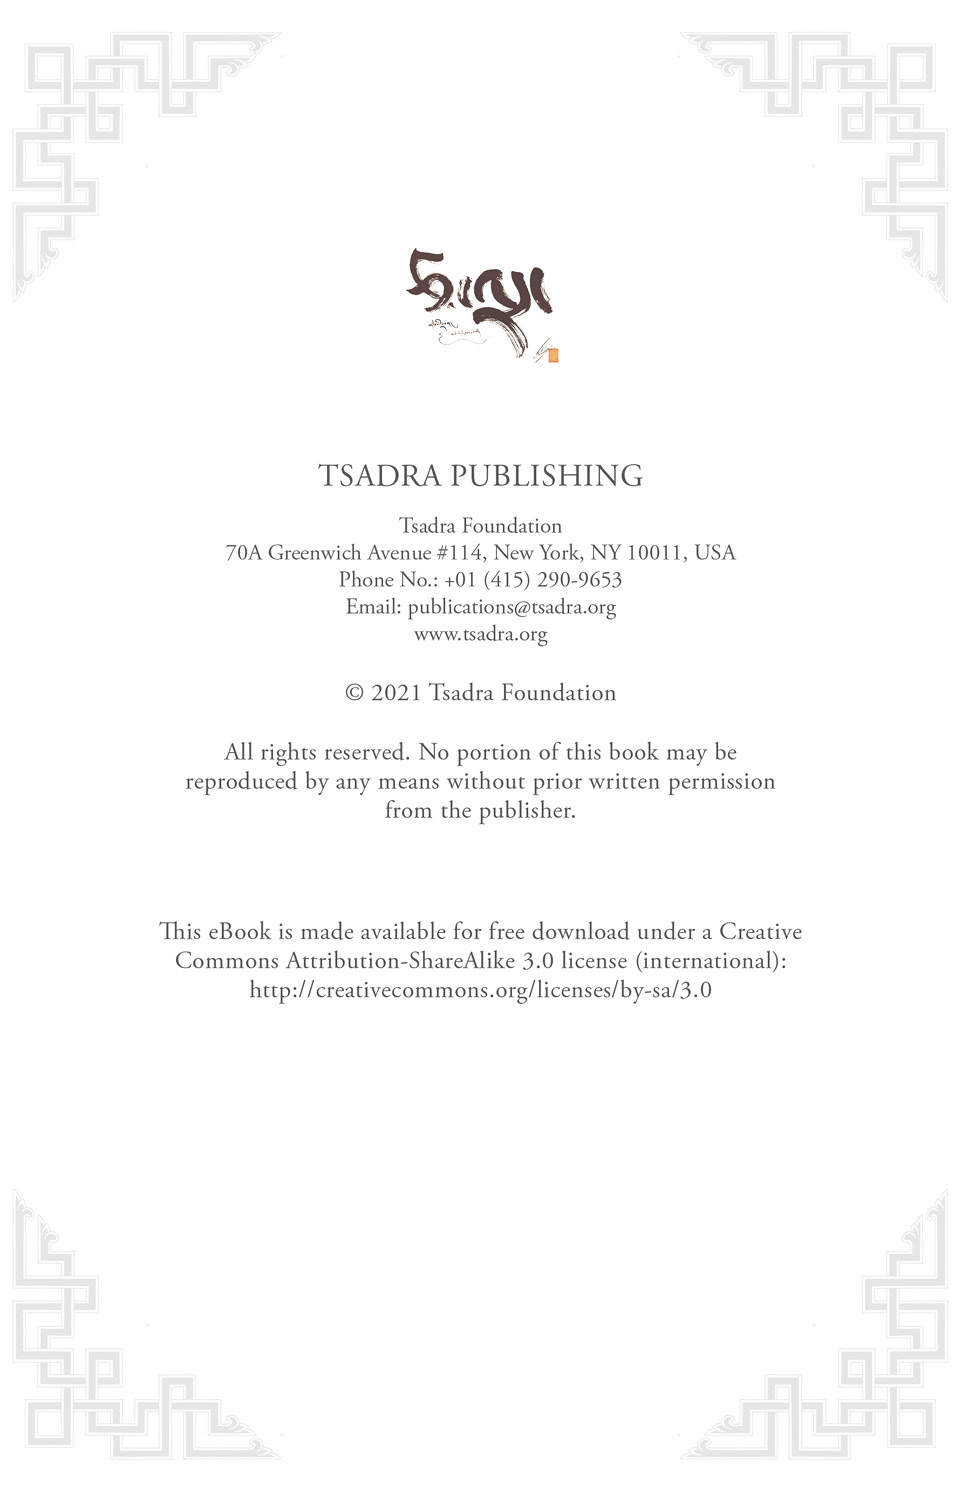 TSADRA PUBLISHING
Tsadra Foundation
70A Greenwich Avenue #114, New York, NY 10011, USA
Phone No.: +01 (415) 290-9653
Email: publications@tsadra.org
www.tsadra.org
© 2021 Tsadra Foundation
All rights reserved. No portion of this book may be
reproduced by any means without prior written permission
from the publisher.
This eBook is made available for free download under a Creative
Commons Attribution-ShareAlike 3.0 license (international):
http://creativecommons.org/licenses/by-sa/3.0